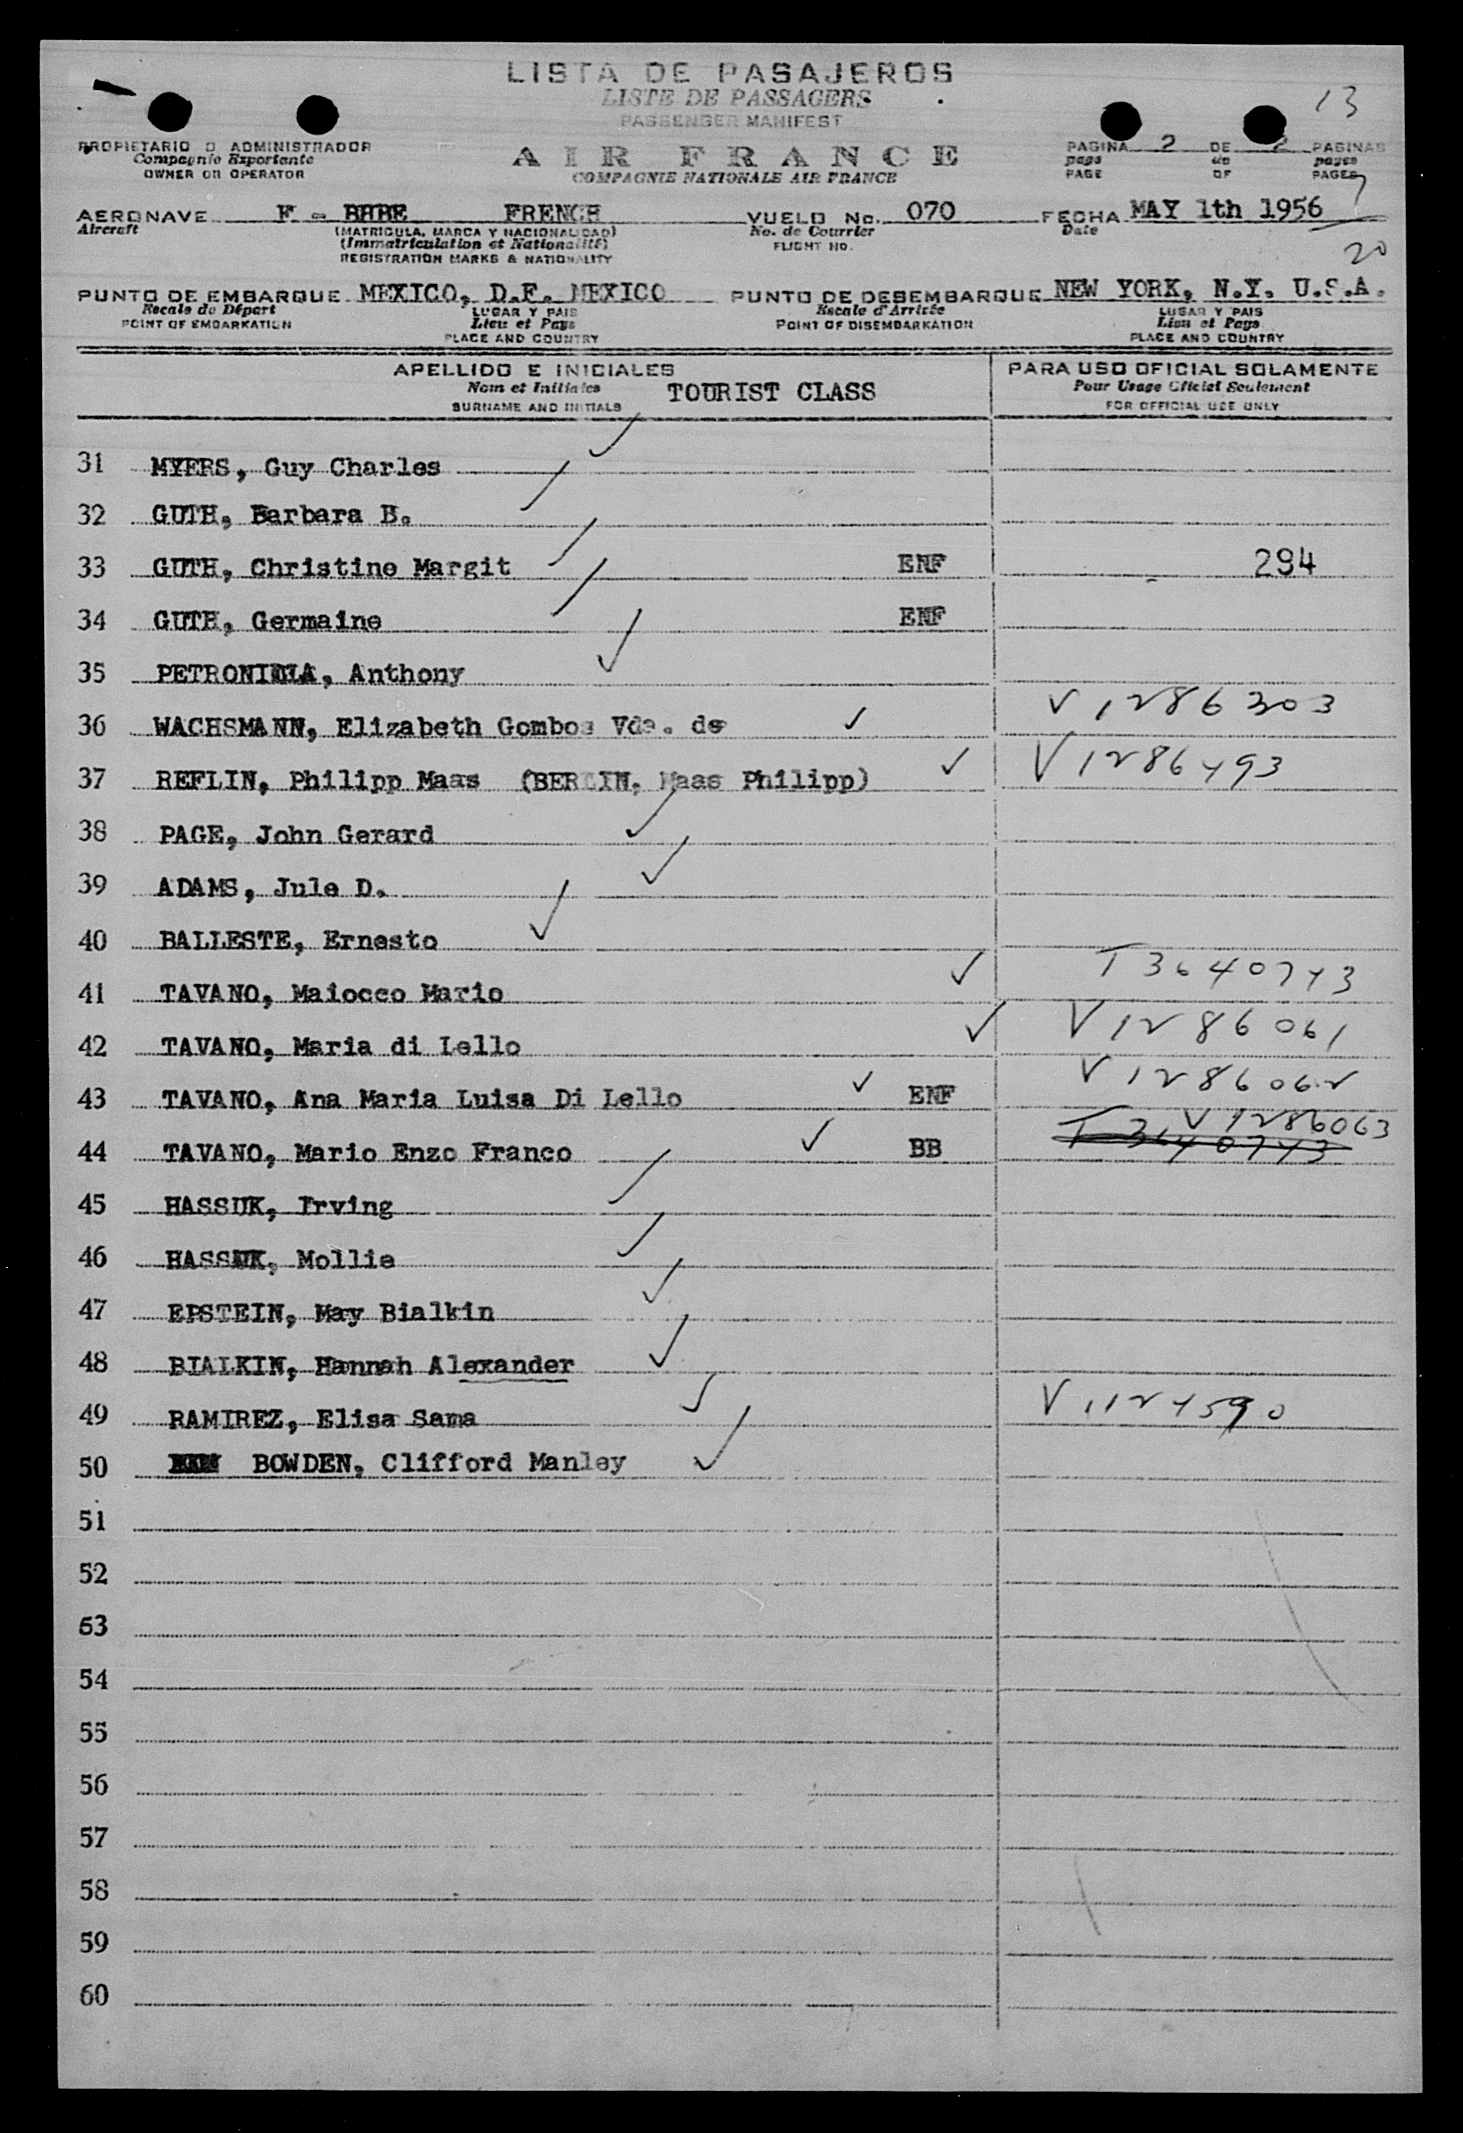 LISTA DE PASAJEROS
LISTE DE PASSAGERS
PASSENGER MANIFEST
13
PROPIETARIO O ADMINISTRADOR
Compagnie Exportante
OWNER OR OPERATOR
AIR FRANCE
COMPAGNIE NATIONALE AIR FRANCE
PAGINA 2 DE 2 PAGINAS
page de pages
PAGE OF PAGES
AERONAVE F - BHBE FRENCH VUELO No. 070 FECHA MAY 1th 1956
Aircraft (MATRICULA, MARCA Y NACIONALIDAD) No. de Courrier Date
(Immatriculation et Nationalité) FLIGHT NO.
REGISTRATION MARKS & NATIONALITY
20
PUNTO DE EMBARQUE MEXICO, D.F. MEXICO PUNTO DE DESEMBARQUE NEW YORK, N.Y. U.S.A.
Escale de Départ LUGAR Y PAIS Escale d'Arrivée LUGAR Y PAIS
POINT OF EMBARKATION Lieu et Pays POINT OF DISEMBARKATION Lieu et Pays
PLACE AND COUNTRY PLACE AND COUNTRY
APELLIDO E INICIALES PARA USO OFICIAL SOLAMENTE
Nom et Initiales TOURIST CLASS Pour Usage Officiel Seulement
SURNAME AND INITIALS FOR OFFICIAL USE ONLY
31 MYERS, Guy Charles
32 GUTH, Barbara B.
33 GUTH, Christine Margit ENF 294
34 GUTH, Germaine ENF
35 , Anthony
36 WACHSMANN, Elizabeth Gombos Vda. de V1286303
37 REFLIN, Philipp Maas (BERLIN, Maas Philipp) V1286493
38 PAGE, John Gerard
39 ADAMS, Jule D.
40 BALLESTE, Ernesto
41 TAVANO, Maiocco Mario T3640743
42 TAVANO, Maria di Lello V1286061
43 TAVANO, Ana Maria Luisa Di Lello ENF V1286062
44 TAVANO, Mario Enzo Franco BB T3640743 V1286063
45 HASSUK, Irving
46 HASSUK, Mollie
47 EPSTEIN, May Bialkin
48 BIALKIN, Hannah Alexander
49 RAMIREZ, Elisa Sama V1124590
50 BOWDEN, Clifford Manley
51
52
53
54
55
56
57
58
59
60